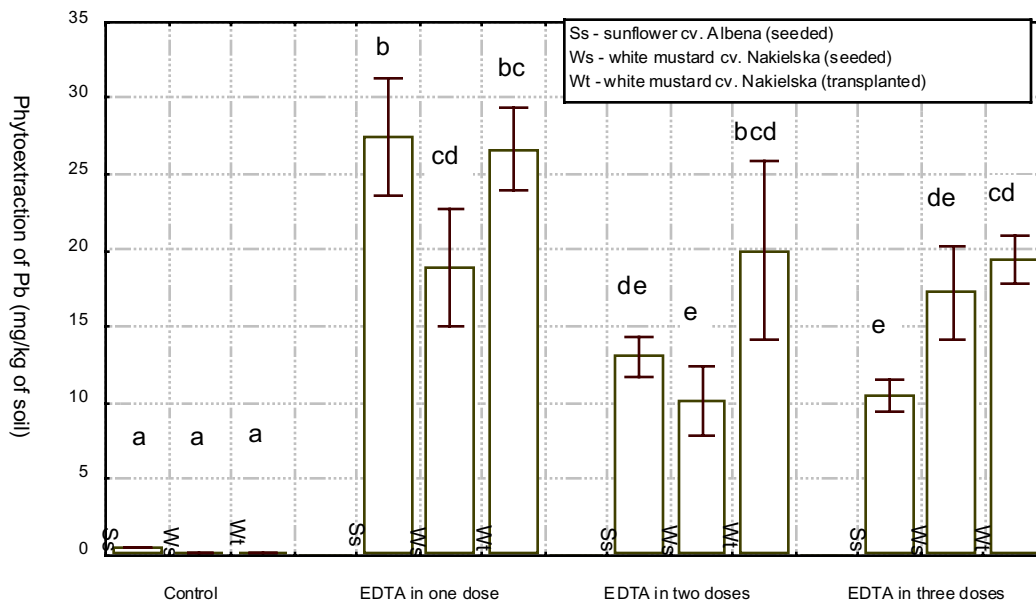 Phytoextraction of Pb (mg/kg of soil)
35
30
25
20
15
10
5
0
Ss - sunflower cv. Albena (seeded)
Ws - white mustard cv. Nakielska (seeded)
Wt - white mustard cv. Nakielska (transplanted)
a a a
b cd bc
de e bcd
e de cd
Ss Ws Wt
Ss Ws Wt
Ss Ws Wt
Ss Ws Wt
Control EDTA in one dose EDTA in two doses EDTA in three doses